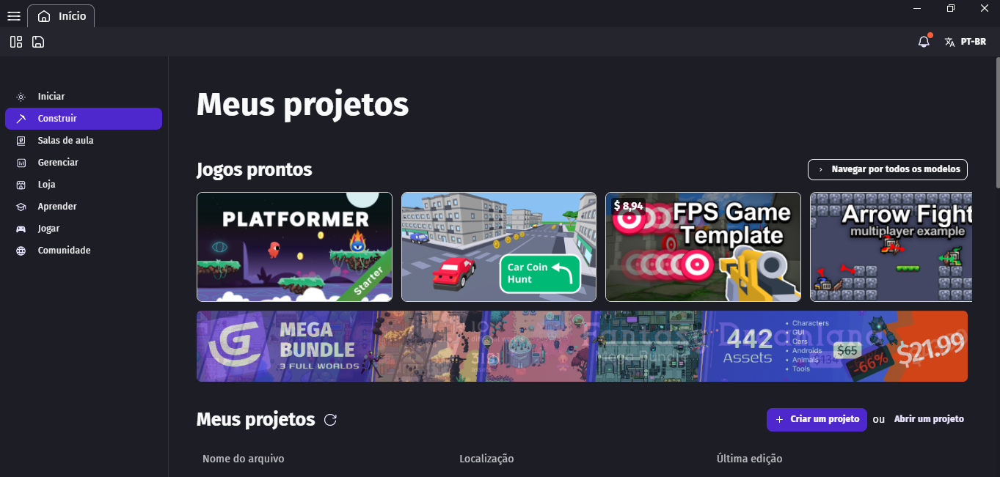 Início
PT-BR
Iniciar
Construir
Salas de aula
Gerenciar
Loja
Aprender
Jogar
Comunidade
Meus projetos
Jogos prontos
Navegar por todos os modelos
PLATFORMER
Starter
Car Coin
Hunt
$ 8,94
FPS Game
Template
Arrow Fight
multiplayer example
MEGA
BUNDLE
3 FULL WORLDS
442
Assets
• Characters
• GUI
• Cars
• Androids
• Animals
• Tools
$65
-66%
$21.99
Meus projetos
Criar um projeto
ou
Abrir um projeto
Nome do arquivo
Localização
Última edição